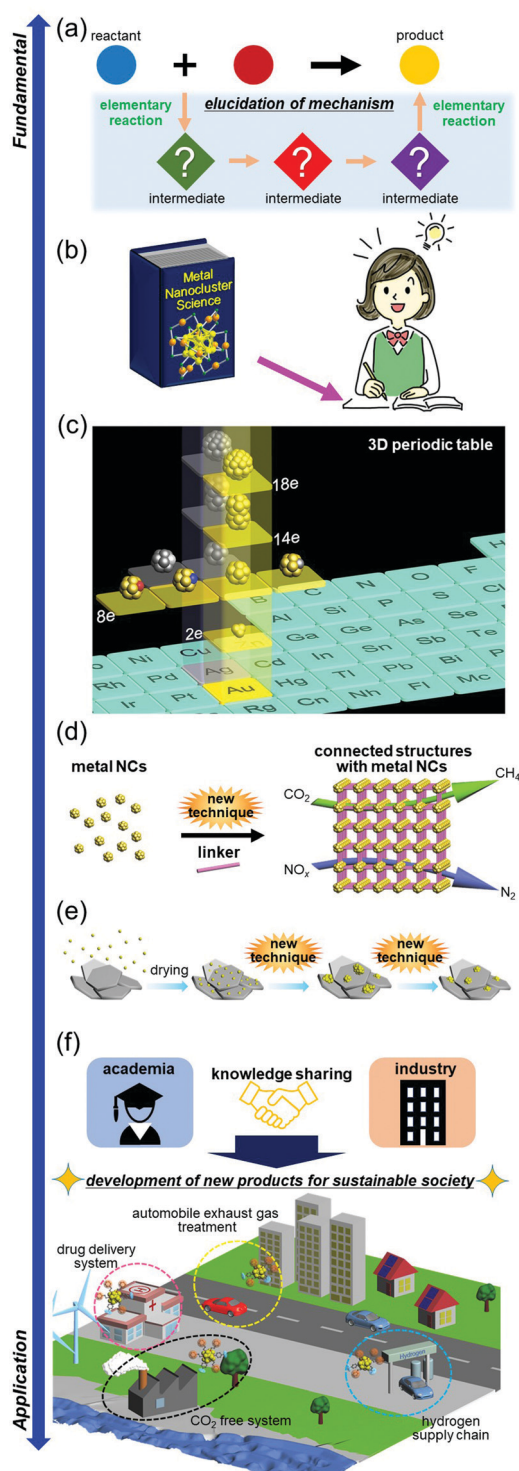 Fundamental
(a)
reactant
product
+
elementary
reaction
elucidation of mechanism
elementary
reaction
?
?
?
intermediate
intermediate
intermediate
(b)
Metal
Nanocluster
Science
(c)
3D periodic table
18e
14e
8e
2e
H
B C N O F
Ni Cu Zn Al Si P S
Rh Pd Ag Cd Ga Ge As Se
Ir Pt Au Hg In Sn Sb Te
Tl Pb Bi
Rg Cn Nh Fl Mc
(d)
metal NCs
new
technique
linker
connected structures
with metal NCs
CO2
CH4
NOx
N2
(e)
drying
new
technique
new
technique
(f)
academia
knowledge sharing
industry
development of new products for sustainable society
automobile exhaust gas
treatment
drug delivery
system
Hydrogen
CO2 free system
hydrogen
supply chain
Application